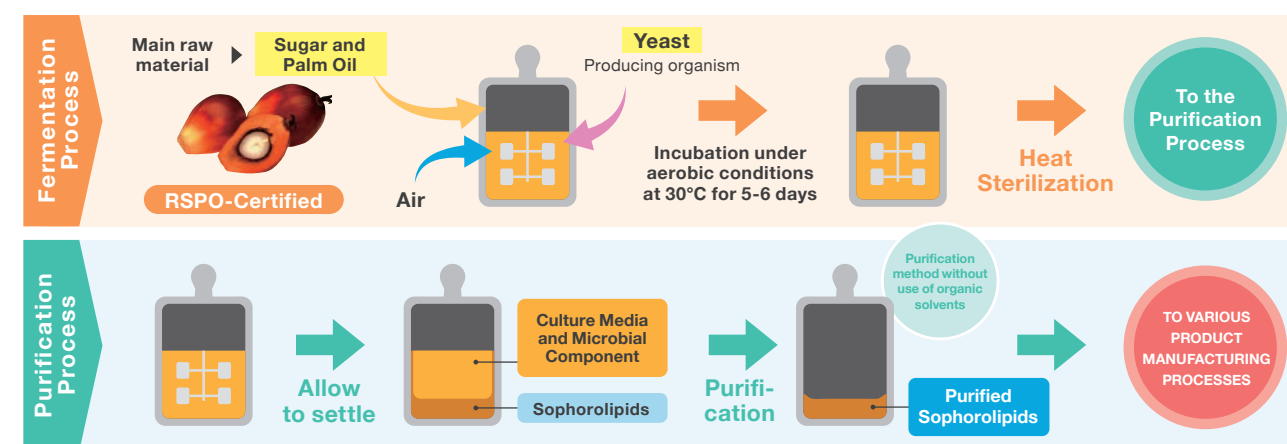 Fermentation
Process
Main raw
material
Sugar and
Palm Oil
RSPO-Certified
Air
Yeast
Producing organism
Incubation under
aerobic conditions
at 30°C for 5-6 days
Heat
Sterilization
To the
Purification
Process
Purification
Process
Allow
to settle
Culture Media
and Microbial
Component
Sophorolipids
Purifi-
cation
Purification
method without
use of organic
solvents
Purified
Sophorolipids
TO VARIOUS
PRODUCT
MANUFACTURING
PROCESSES